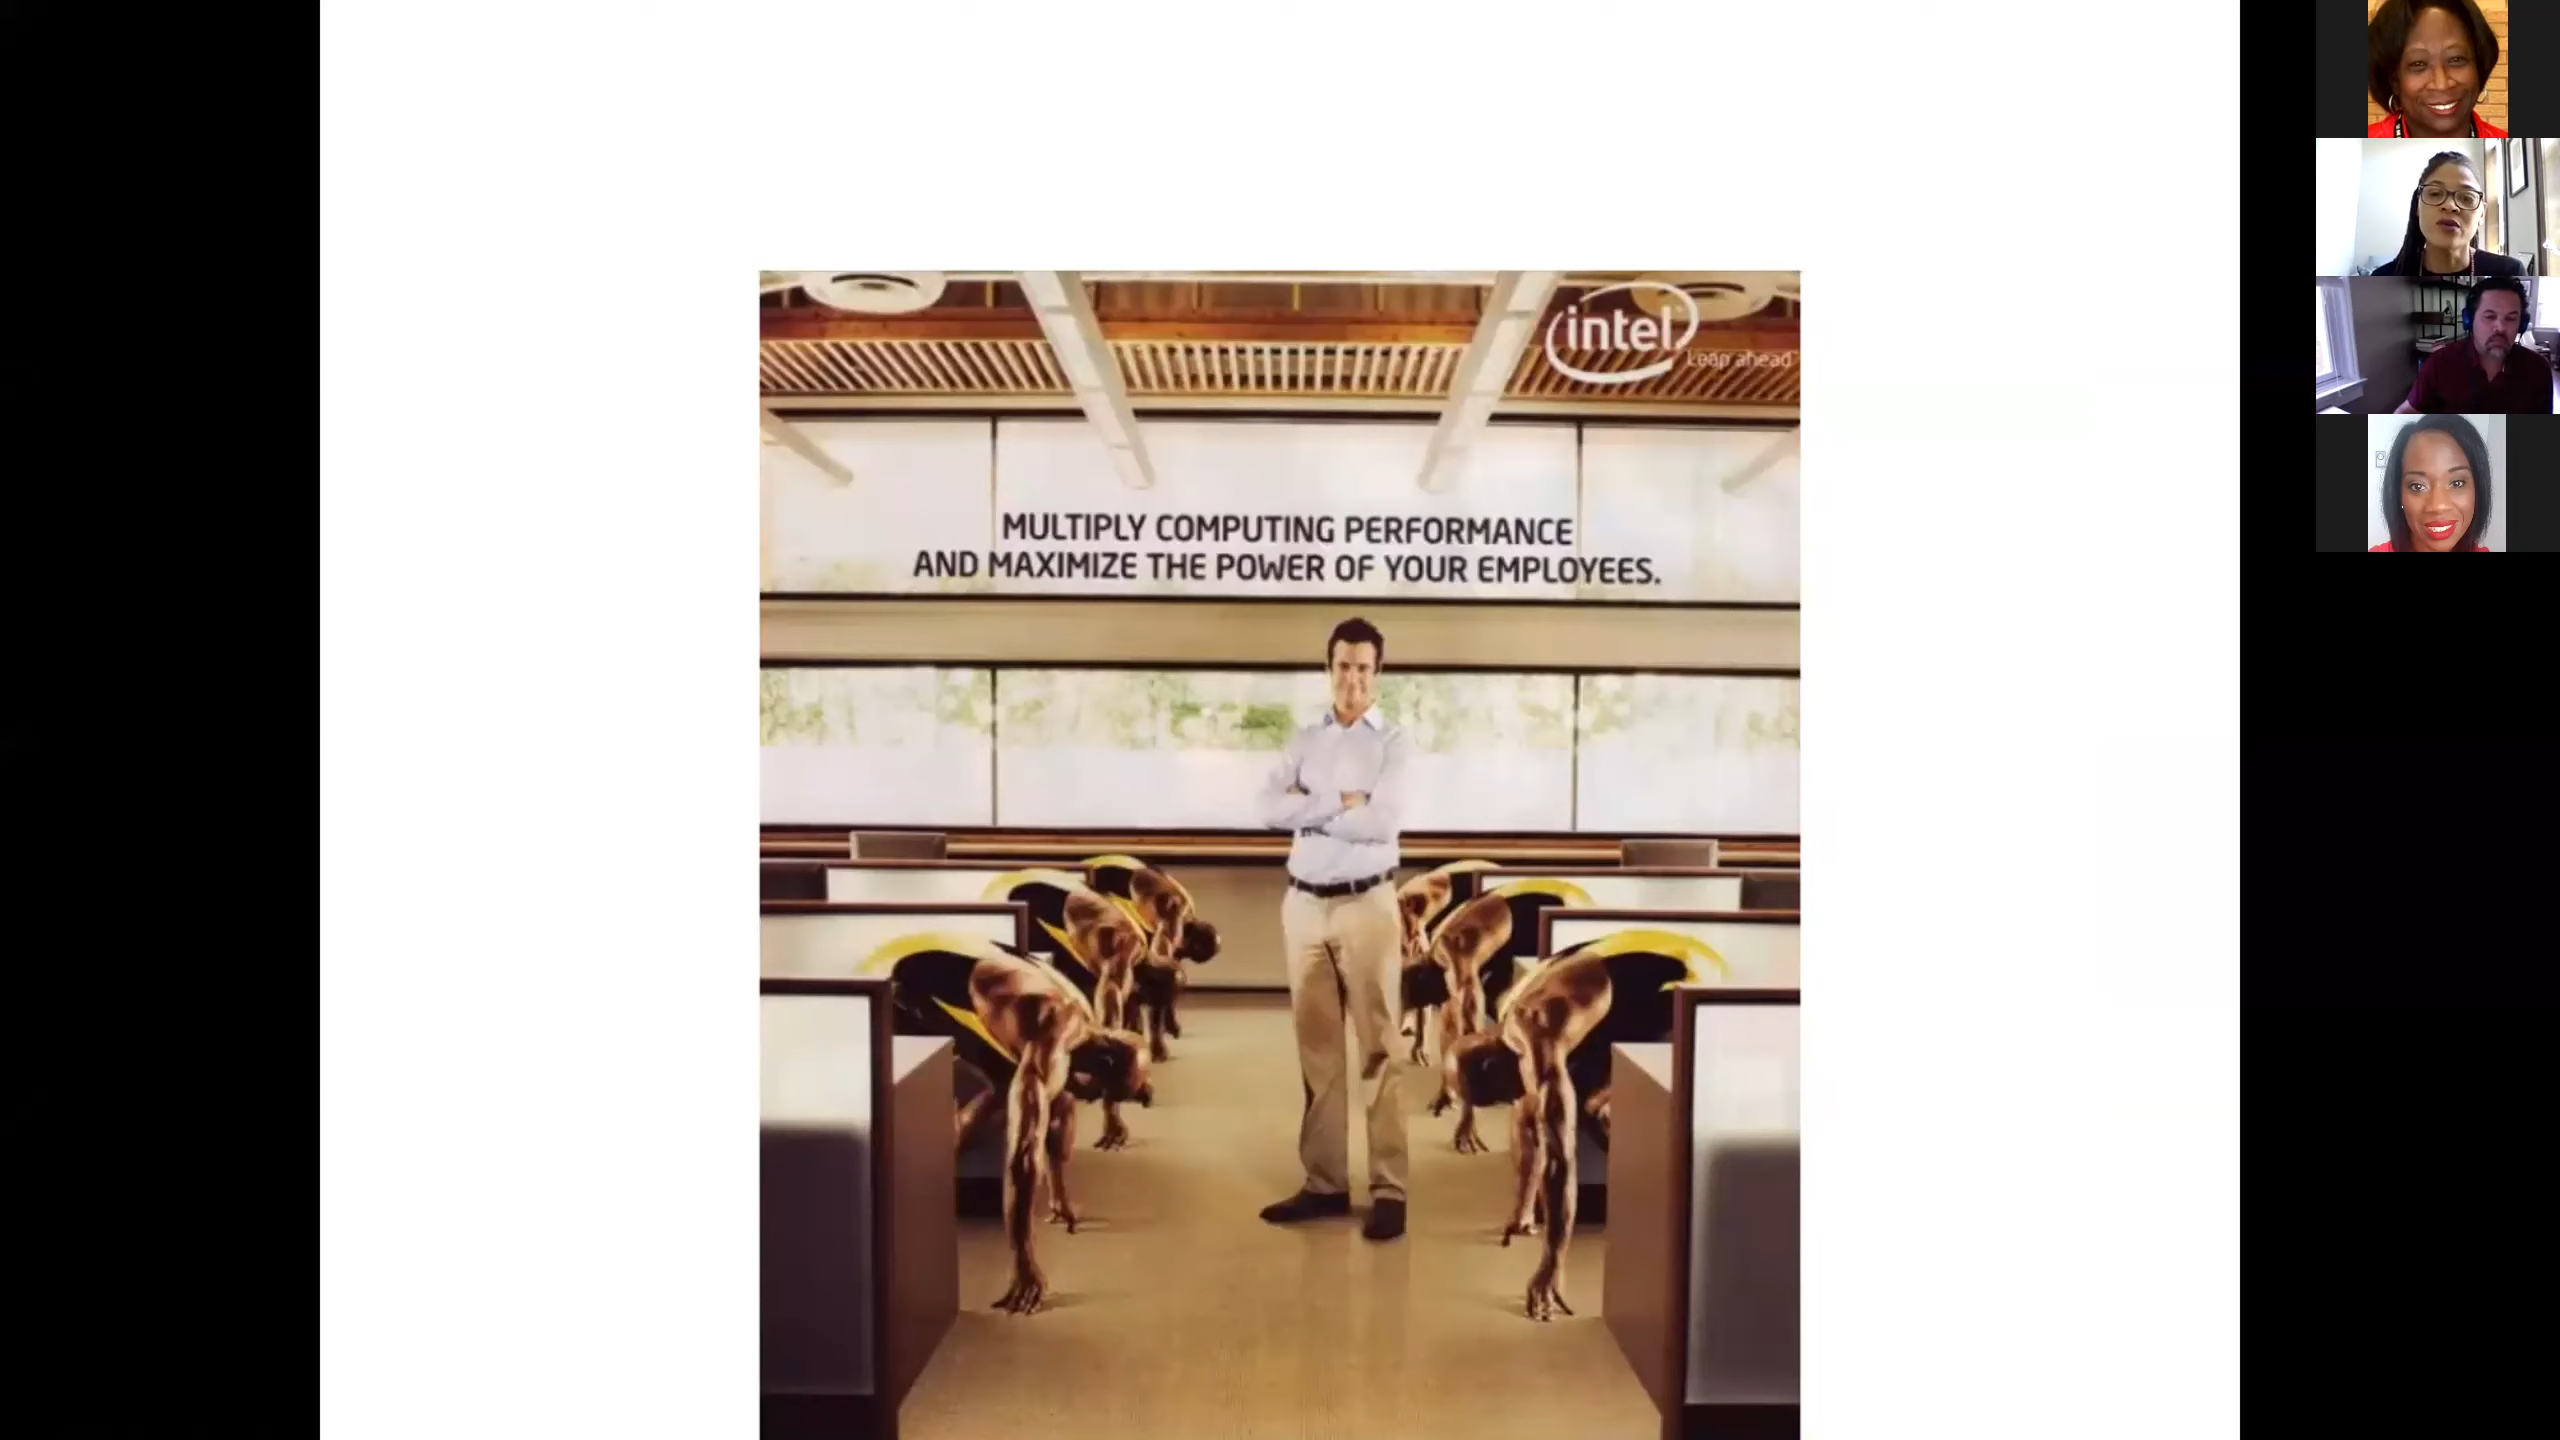 intel
Leap ahead
MULTIPLY COMPUTING PERFORMANCE
AND MAXIMIZE THE POWER OF YOUR EMPLOYEES.